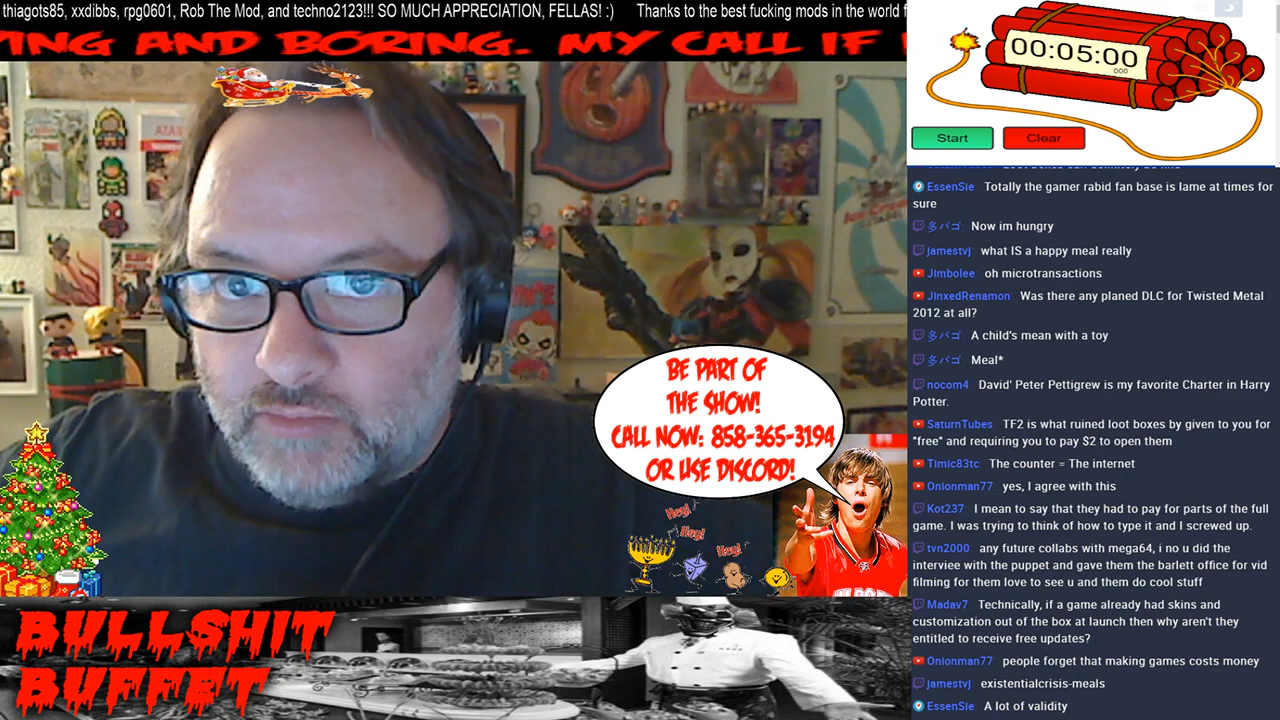 thiagots85, xxdibbs, rpg0601, Rob The Mod, and techno2123!!! SO MUCH APPRECIATION, FELLAS! :) Thanks to the best fucking mods in the world f
AND BORING. MY CALL IF
00:05:00
000
Start Clear
EssenSle Totally the gamer rabid fan base is lame at times for
sure
多パゴ Now im hungry
jamestvj what IS a happy meal really
Jimbolee oh microtransactions
JinxedRenamon Was there any planed DLC for Twisted Metal
2012 at all?
多パゴ A child's mean with a toy
多パゴ Meal*
nocom4 David' Peter Pettigrew is my favorite Charter in Harry
Potter.
SaturnTubes TF2 is what ruined loot boxes by given to you for
"free" and requiring you to pay $2 to open them
Timic83tc The counter = The internet
Onionman77 yes, I agree with this
Kot237 I mean to say that they had to pay for parts of the full
game. I was trying to think of how to type it and I screwed up.
tvn2000 any future collabs with mega64, i no u did the
interviee with the puppet and gave them the barlett office for vid
filming for them love to see u and them do cool stuff
Madav7 Technically, if a game already had skins and
customization out of the box at launch then why aren't they
entitled to receive free updates?
Onionman77 people forget that making games costs money
jamestvj existentialcrisis-meals
EssenSle A lot of validity
BE PART OF
THE SHOW!
CALL NOW: 858-365-3194
OR USE DISCORD!
Hey!
Hey!
Hey!
BULLSHIT
BUFFET